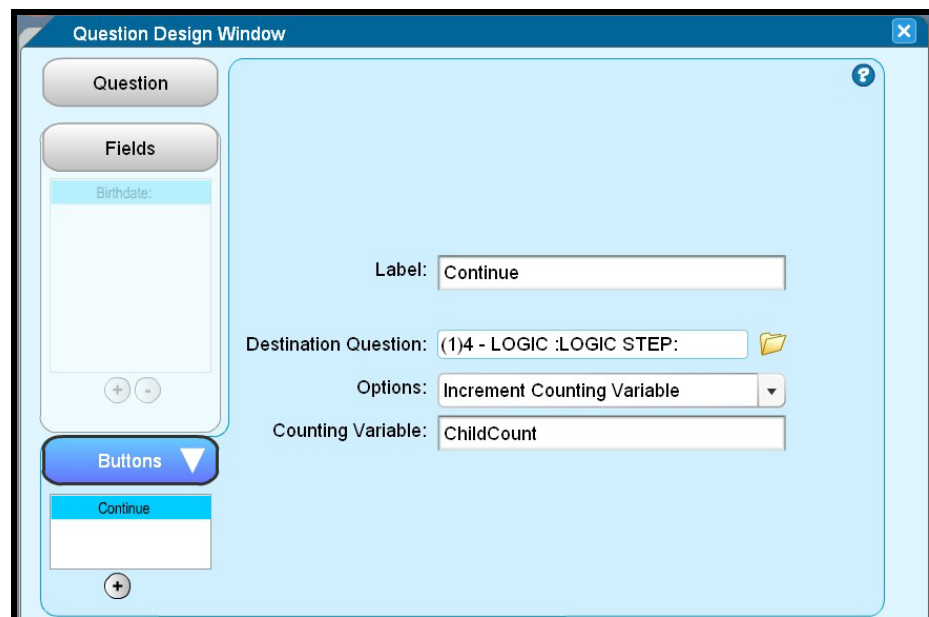 Question Design Window
Question
Fields
Birthdate:
Buttons
Continue
Label: Continue
Destination Question: (1)4 - LOGIC :LOGIC STEP:
Options: Increment Counting Variable
Counting Variable: ChildCount